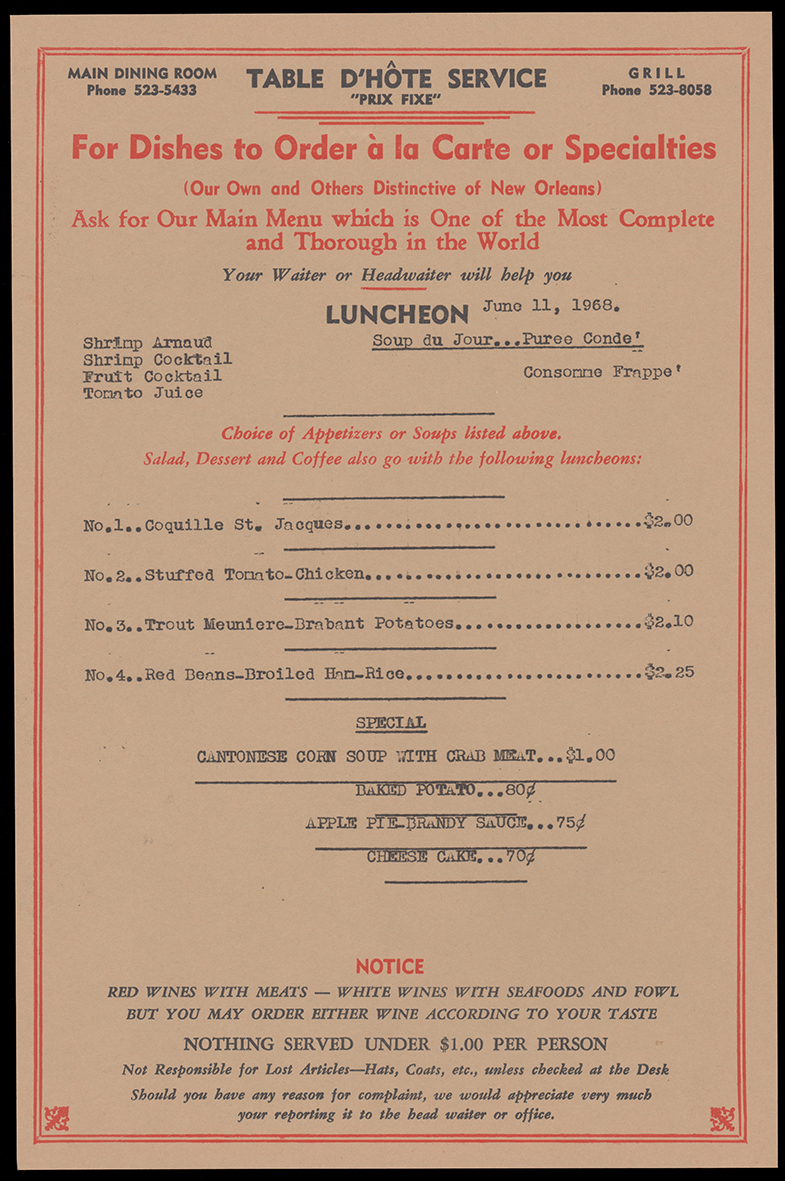 MAIN DINING ROOM
Phone 523-5433
TABLE D'HÔTE SERVICE
"PRIX FIXE"
GRILL
Phone 523-8058
For Dishes to Order à la Carte or Specialties
(Our Own and Others Distinctive of New Orleans)
Ask for Our Main Menu which is One of the Most Complete
and Thorough in the World
Your Waiter or Headwaiter will help you
LUNCHEON June 11, 1968.
Shrimp Arnaud
Shrimp Cocktail
Fruit Cocktail
Tomato Juice
Soup du Jour...Puree Conde'
Consomme Frappe'
Choice of Appetizers or Soups listed above.
Salad, Dessert and Coffee also go with the following luncheons:
No.1..Coquille St. Jacques..............................$2.00
No.2..Stuffed Tomato-Chicken............................$2.00
No.3..Trout Meuniere-Brabant Potatoes...................$2.10
No.4..Red Beans-Broiled Ham-Rice........................$2.25
SPECIAL
CANTONESE CORN SOUP WITH CRAB MEAT...$1.00
BAKED POTATO...80¢
APPLE PIE-BRANDY SAUCE...75¢
CHEESE CAKE...70¢
NOTICE
RED WINES WITH MEATS — WHITE WINES WITH SEAFOODS AND FOWL
BUT YOU MAY ORDER EITHER WINE ACCORDING TO YOUR TASTE
NOTHING SERVED UNDER $1.00 PER PERSON
Not Responsible for Lost Articles—Hats, Coats, etc., unless checked at the Desk
Should you have any reason for complaint, we would appreciate very much
your reporting it to the head waiter or office.